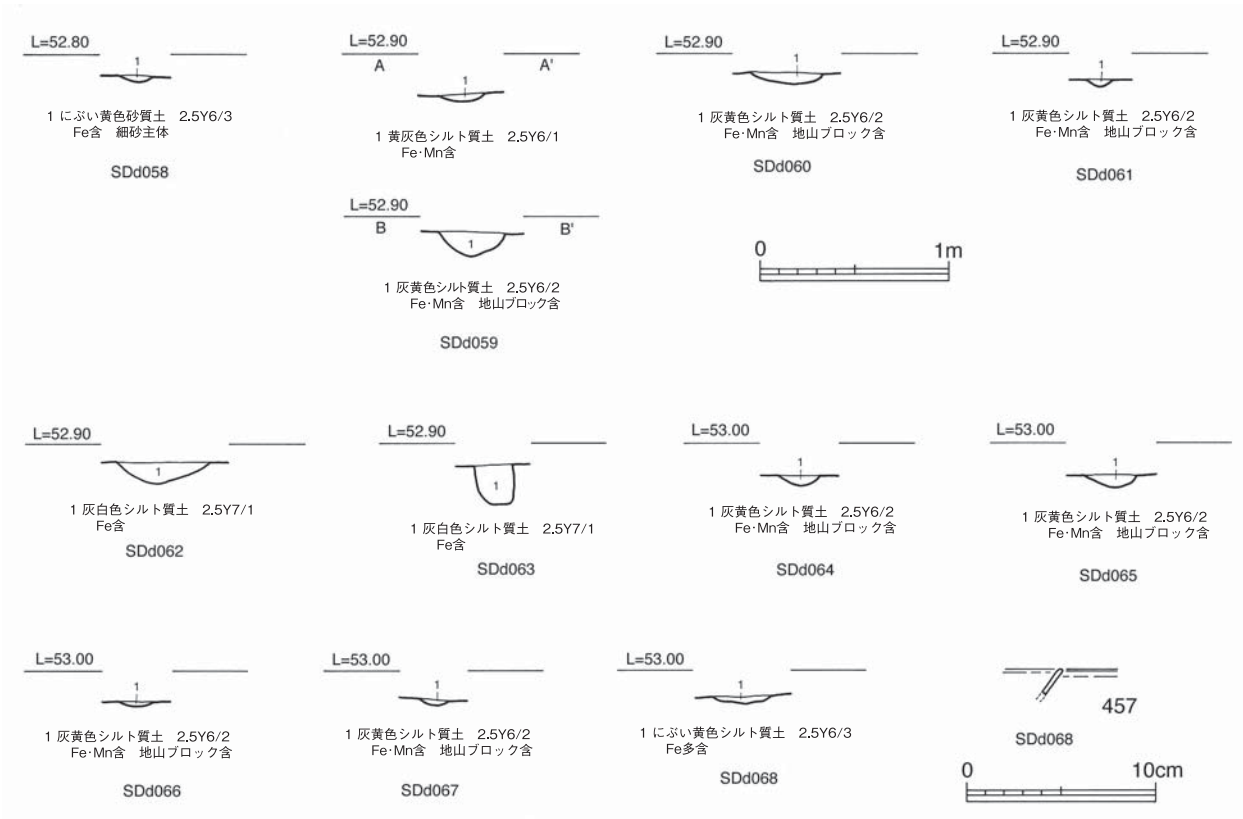 L=52.80
1
1 にぶい黄色砂質土 2.5Y6/3
Fe含 細砂主体
SDd058
L=52.90
A A'
1
1 黄灰色シルト質土 2.5Y6/1
Fe·Mn含
L=52.90
B B'
1
1 灰黄色シルト質土 2.5Y6/2
Fe·Mn含 地山ブロック含
SDd059
L=52.90
1
1 灰黄色シルト質土 2.5Y6/2
Fe·Mn含 地山ブロック含
SDd060
L=52.90
1
1 灰黄色シルト質土 2.5Y6/2
Fe·Mn含 地山ブロック含
SDd061
0 1m
L=52.90
1
1 灰白色シルト質土 2.5Y7/1
Fe含
SDd062
L=52.90
1
1 灰白色シルト質土 2.5Y7/1
Fe含
SDd063
L=53.00
1
1 灰黄色シルト質土 2.5Y6/2
Fe·Mn含 地山ブロック含
SDd064
L=53.00
1
1 灰黄色シルト質土 2.5Y6/2
Fe·Mn含 地山ブロック含
SDd065
L=53.00
1
1 灰黄色シルト質土 2.5Y6/2
Fe·Mn含 地山ブロック含
SDd066
L=53.00
1
1 灰黄色シルト質土 2.5Y6/2
Fe·Mn含 地山ブロック含
SDd067
L=53.00
1
1 にぶい黄色シルト質土 2.5Y6/3
Fe多含
SDd068
457
SDd068
0 10cm